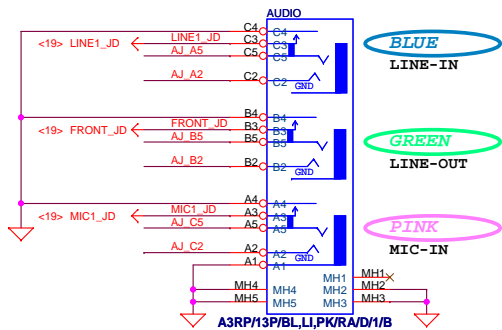 AUDIO
C4 C4
<19> LINE1_JD LINE1_JD C3 C3
AJ_A5 C5 C5
AJ_A2 C2 C2
GND
BLUE
LINE-IN
B4 B4
<19> FRONT_JD FRONT_JD B3 B3
AJ_B5 B5 B5
AJ_B2 B2 B2
GND
GREEN
LINE-OUT
A4 A4
<19> MIC1_JD MIC1_JD A3 A3
AJ_C5 A5 A5
AJ_C2 A2 A2
GND
A1 A1
PINK
MIC-IN
MH1 MH1
MH4 MH4 MH2 MH2
MH5 MH5 MH3 MH3
A3RP/13P/BL,LI,PK/RA/D/1/B